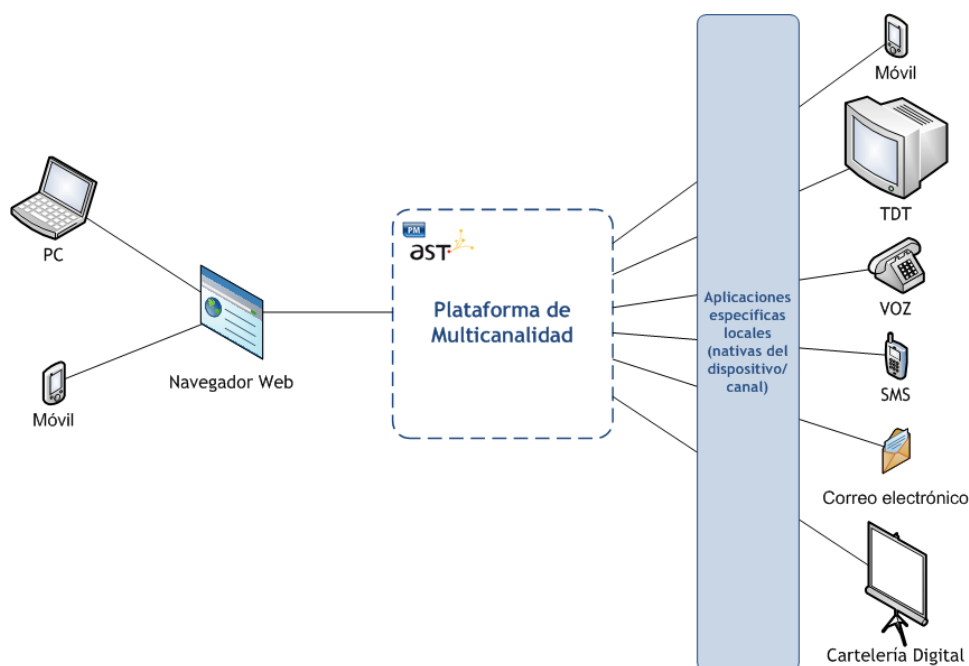 PC
Móvil
Navegador Web
PM
aST
Plataforma de
Multicanalidad
Aplicaciones
específicas
locales
(nativas del
dispositivo/
canal)
Móvil
TDT
VOZ
SMS
Correo electrónico
Cartelería Digital